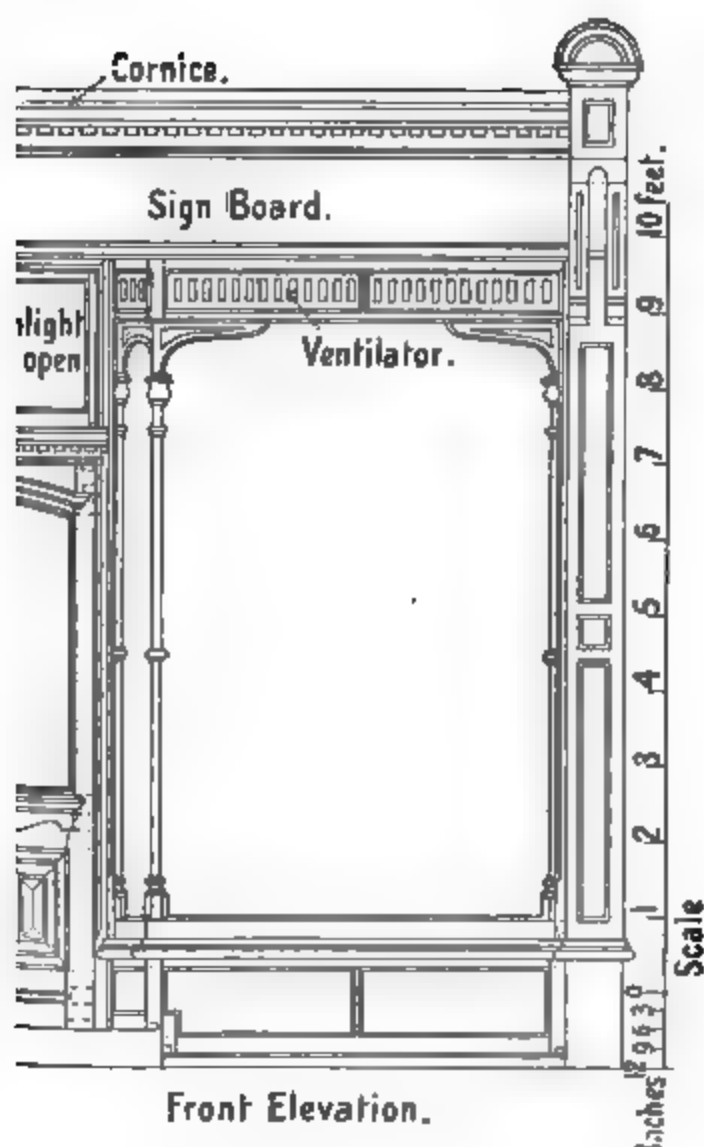 Cornice.
Sign Board.
light
open
Ventilator.
10 feet.
9
8
7
6
5
4
3
2
1
0
3
6
9
12
Scale
Inches
Front Elevation.